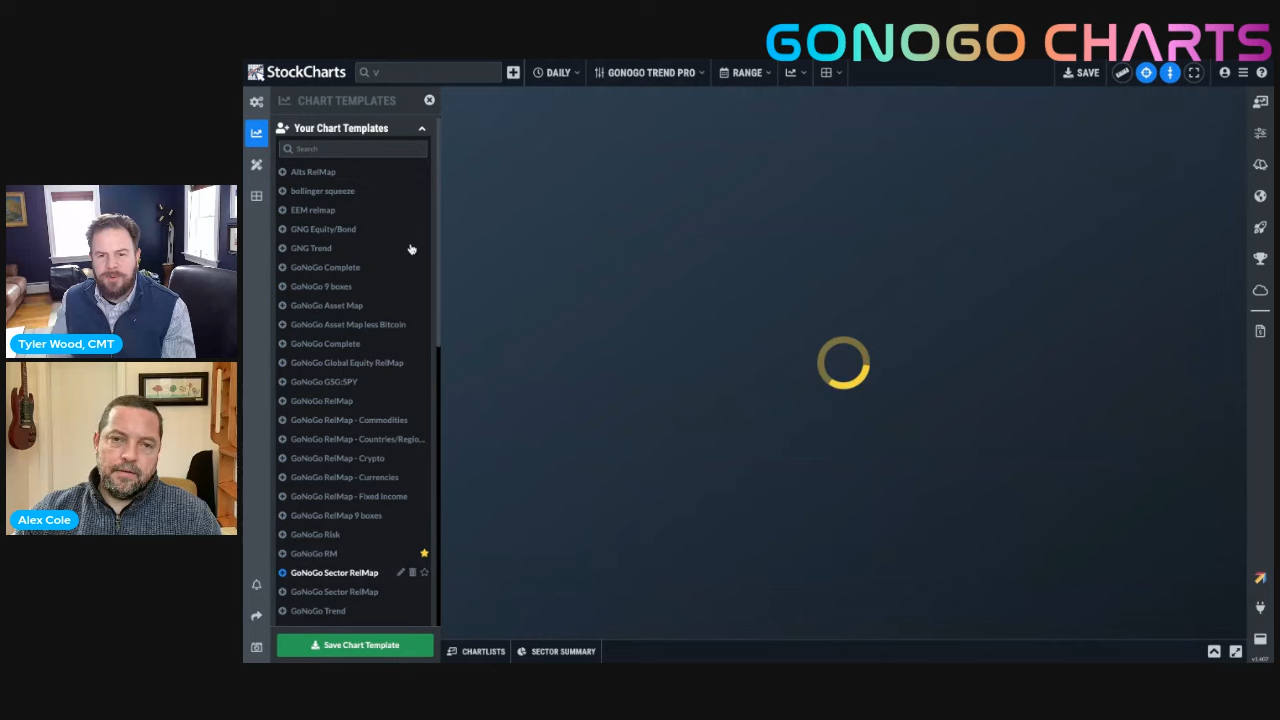 GONOGO CHARTS
StockCharts
V
DAILY
GONOGO TREND PRO
RANGE
SAVE
CHART TEMPLATES
Your Chart Templates
Search
Alts RelMap
bollinger squeeze
EEM relmap
GNG Equity/Bond
GNG Trend
GoNoGo Complete
GoNoGo 9 boxes
GoNoGo Asset Map
GoNoGo Asset Map less Bitcoin
GoNoGo Complete
GoNoGo Global Equity RelMap
GoNoGo GSG:SPY
GoNoGo RelMap
GoNoGo RelMap - Commodities
GoNoGo RelMap - Countries/Regio...
GoNoGo RelMap - Crypto
GoNoGo RelMap - Currencies
GoNoGo RelMap - Fixed Income
GoNoGo RelMap 9 boxes
GoNoGo Risk
GoNoGo RM
GoNoGo Sector RelMap
GoNoGo Sector RelMap
GoNoGo Trend
Save Chart Template
CHARTLISTS
SECTOR SUMMARY
Tyler Wood, CMT
Alex Cole